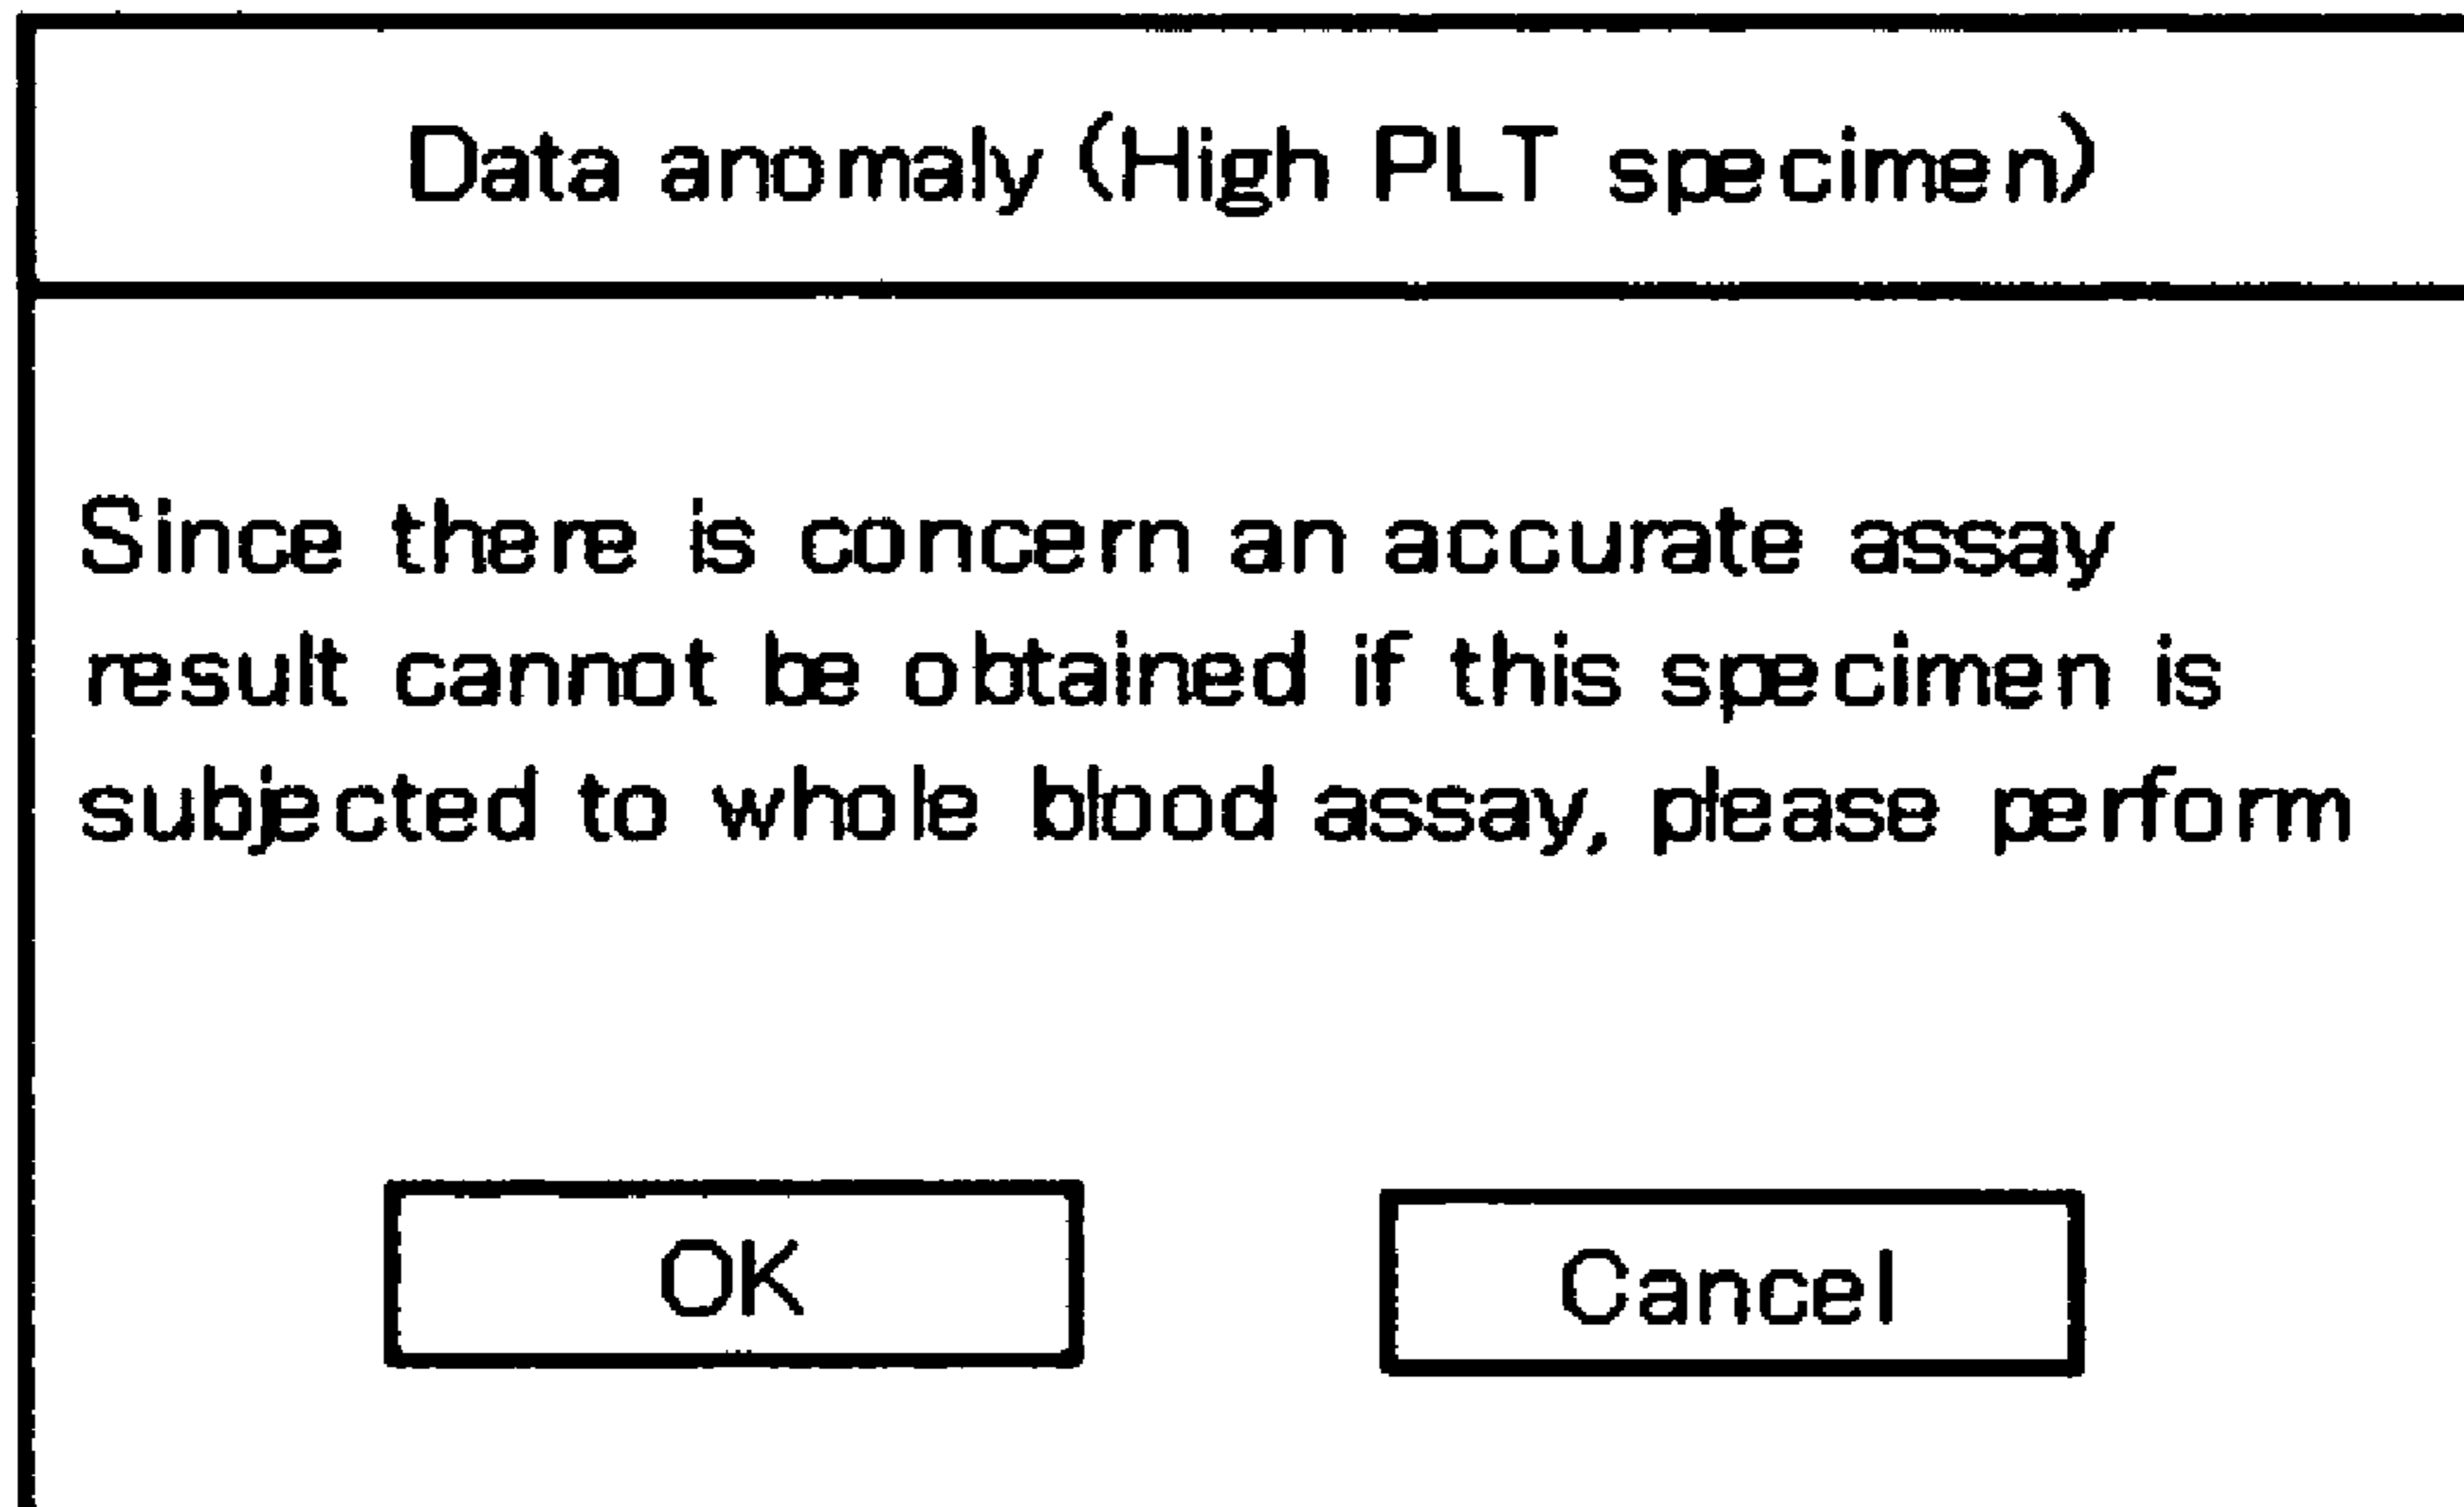 Data anomaly (High PLT specimen)
Since there is concern an accurate assay
result cannot be obtained if this specimen is
subjected to whole blood assay, please perform
OK
Cancel